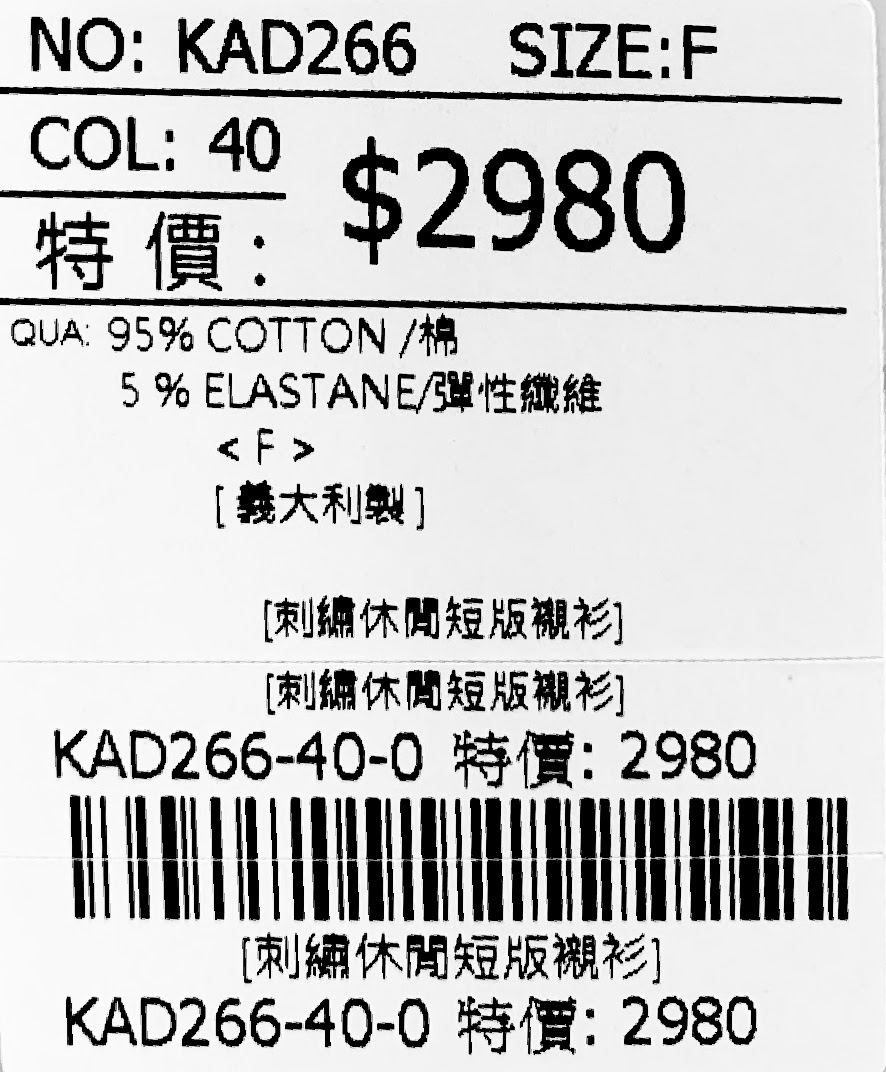 NO: KAD266 SIZE:F
COL: 40
$2980
特價:
QUA: 95% COTTON /棉
5 % ELASTANE/彈性纖維
< F >
[ 義大利製 ]
[刺繡休閒短版襯衫]
[刺繡休閒短版襯衫]
KAD266-40-0 特價: 2980
[刺繡休閒短版襯衫]
KAD266-40-0 特價: 2980